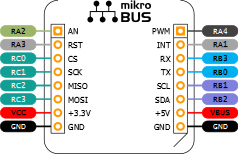 mikro
BUS
RA2 AN PWM RA4
RA3 RST INT RA1
RC0 CS RX RB3
RC1 SCK TX RB0
RC2 MISO SCL RB1
RC3 MOSI SDA RB2
VCC +3.3V +5V VBUS
GND GND GND GND